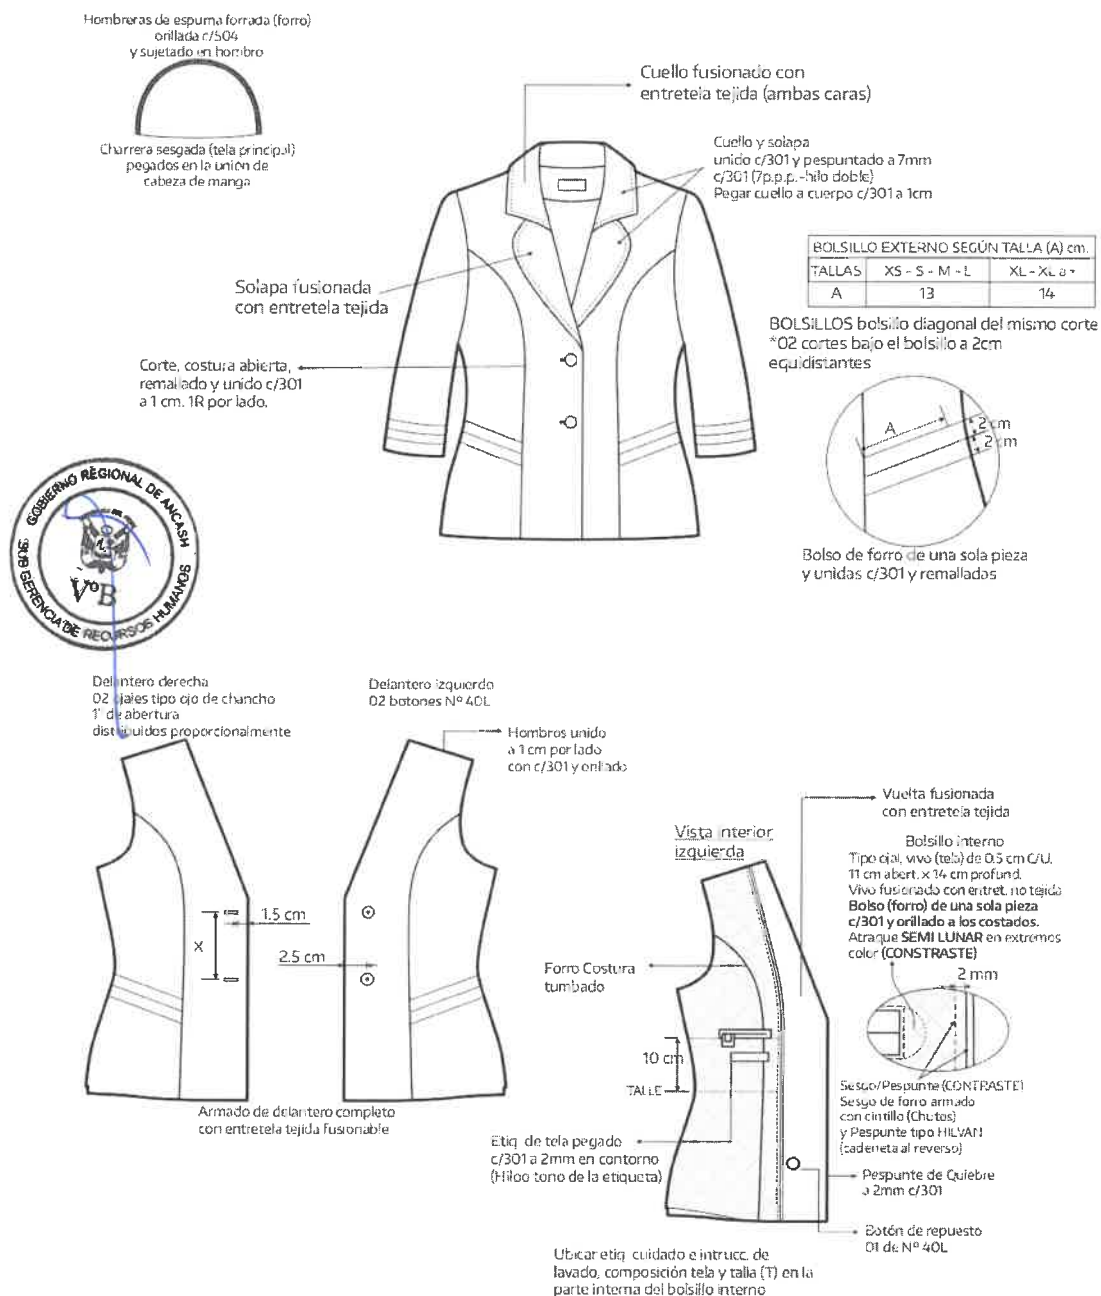 Hombreras de espuma forrada (forro)
orillada c/504
y sujetado en hombro
Charrera sesgada (tela principal)
pegados en la unión de
cabeza de manga
Cuello fusionado con
entretela tejida (ambas caras)
Cuello y solapa
unido c/301 y pespuntado a 7mm
c/301 (7p.p.p.-hilo doble)
Pegar cuello a cuerpo c/301 a 1cm
Solapa fusionada
con entretela tejida
Corte, costura abierta,
remallado y unido c/301
a 1 cm. 1R por lado.
BOLSILLO EXTERNO SEGÚN TALLA (A) cm.
TALLAS XS - S - M - L XL - XL a +
A 13 14
BOLSILLOS bolsillo diagonal del mismo corte
*02 cortes bajo el bolsillo a 2cm
equidistantes
A
2 cm
2 cm
Bolso de forro de una sola pieza
y unidas c/301 y remalladas
GOBIERNO REGIONAL DE ANCASH
SUB GERENCIA DE RECURSOS HUMANOS
VºB
Delantero derecha
02 ojales tipo ojo de chancho
1" de abertura
distribuidos proporcionalmente
Delantero izquierdo
02 botones Nº 40L
Hombros unido
a 1 cm por lado
con c/301 y orillado
1.5 cm
X
2.5 cm
Armado de delantero completo
con entretela tejida fusionable
Vista interior
izquierda
Vuelta fusionada
con entretela tejida
Bolsillo interno
Tipo ojal, vivo (tela) de 0.5 cm C/U.
11 cm abert. x 14 cm profund.
Vivo fusionado con entret. no tejida
Bolso (forro) de una sola pieza
c/301 y orillado a los costados.
Atraque SEMI LUNAR en extremos
color (CONSTRASTE)
2 mm
Forro Costura
tumbado
10 cm
TALLE
Sesgo/Pespunte (CONTRASTE)
Sesgo de forro armado
con cintillo (Chutos)
y Pespunte tipo HILVAN
(cadeneta al reverso)
Etiq. de tela pegado
c/301 a 2mm en contorno
(Hiloo tono de la etiqueta)
Pespunte de Quiebre
a 2mm c/301
Botón de repuesto
01 de Nº 40L
Ubicar etiq. cuidado e intrucc. de
lavado, composición tela y talla (T) en la
parte interna del bolsillo interno